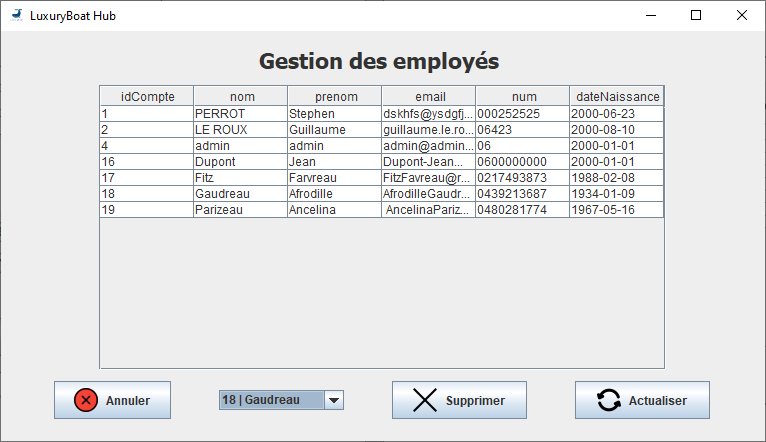 LuxuryBoat Hub
Gestion des employés
idCompte nom prenom email num dateNaissance
1 PERROT Stephen dskhfs@ysdgfj... 000252525 2000-06-23
2 LE ROUX Guillaume guillaume.le.ro... 06423 2000-08-10
4 admin admin admin@admin... 06 2000-01-01
16 Dupont Jean Dupont-Jean... 0600000000 2000-01-01
17 Fitz Farvreau FitzFavreau@r... 0217493873 1988-02-08
18 Gaudreau Afrodille AfrodilleGaudr... 0439213687 1934-01-09
19 Parizeau Ancelina AncelinaPariz... 0480281774 1967-05-16
Annuler 18 | Gaudreau Supprimer Actualiser